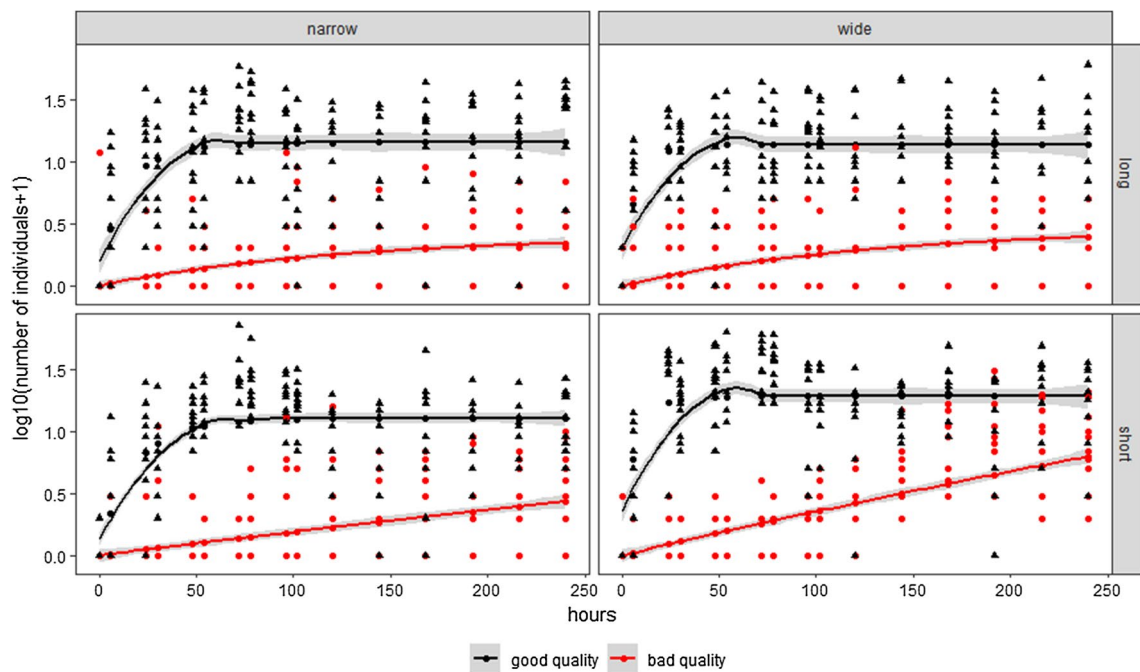 narrow
wide
1.5
1.0
0.5
0.0
long
1.5
1.0
0.5
0.0
short
log10(number of individuals+1)
0 50 100 150 200 250 0 50 100 150 200 250
hours
good quality bad quality